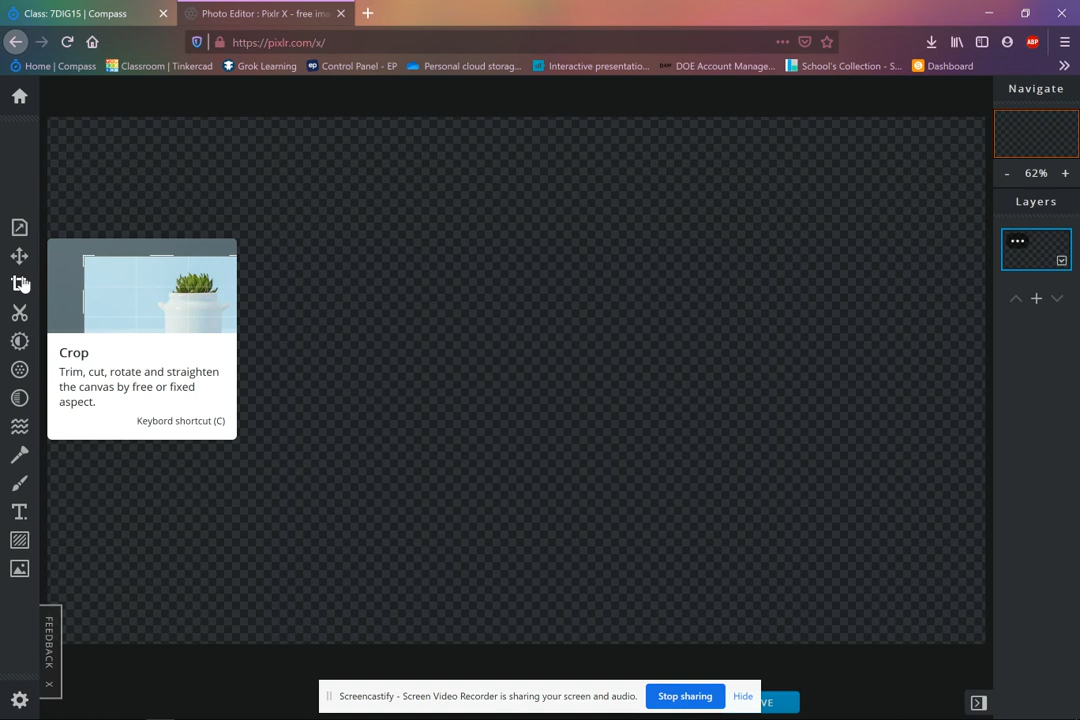 Class: 7DIG15 | Compass
Photo Editor : Pixlr X - free ima
https://pixlr.com/x/
ABP
Home | Compass
Classroom | Tinkercad
Grok Learning
ep Control Panel - EP
Personal cloud storag...
Interactive presentatio...
DOE Account Manage...
School's Collection - S...
Dashboard
Navigate
- 62% +
Layers
Crop
Trim, cut, rotate and straighten
the canvas by free or fixed
aspect.
Keybord shortcut (C)
T
FEEDBACK X
Screencastify - Screen Video Recorder is sharing your screen and audio.
Stop sharing
Hide
VE